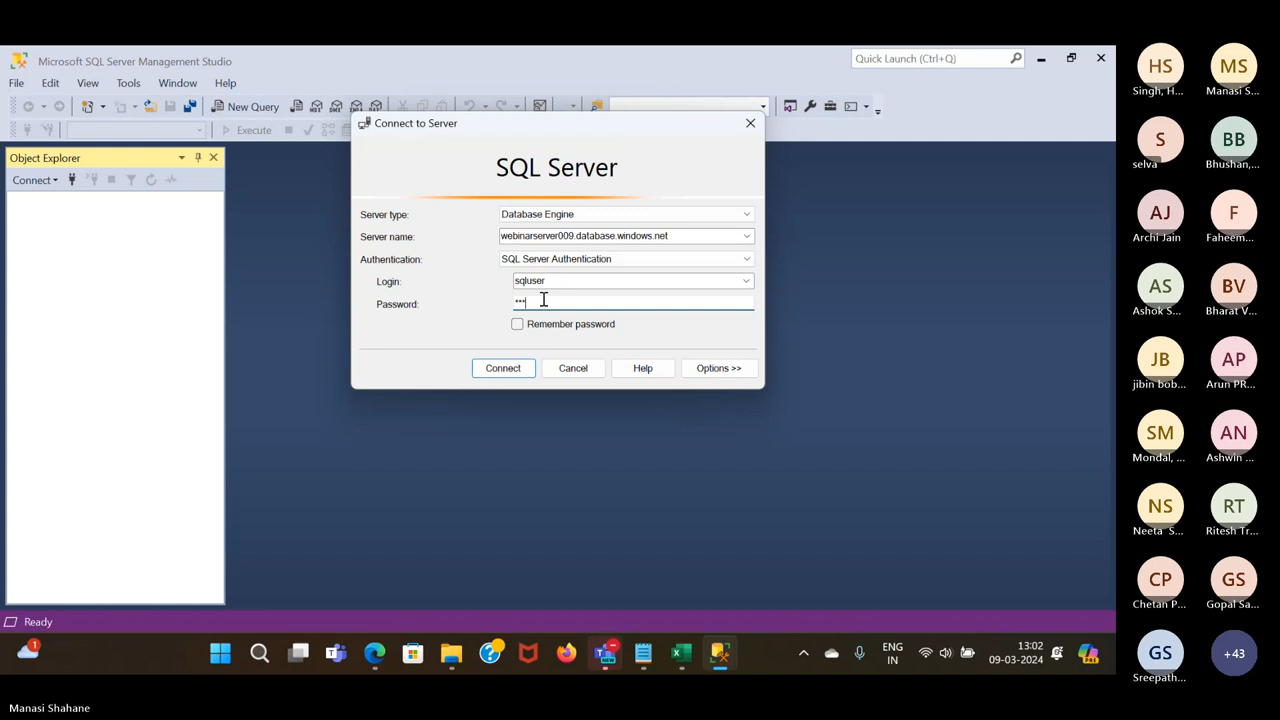 Microsoft SQL Server Management Studio
Quick Launch (Ctrl+Q)
File Edit View Tools Window Help
New Query
Execute
Object Explorer
Connect
Connect to Server
SQL Server
Server type: Database Engine
Server name: webinarserver009.database.windows.net
Authentication: SQL Server Authentication
Login: sqluser
Password: ***
Remember password
Connect Cancel Help Options >>
Ready
1
NEW
ENG
IN
13:02
09-03-2024
PRE
HS MS
Singh, H... Manasi S...
S BB
selva Bhushan,...
AJ F
Archi Jain Faheem...
AS BV
Ashok S... Bharat V...
JB AP
jibin bob... Arun PR...
SM AN
Mondal, ... Ashwin ...
NS RT
Neeta S... Ritesh Tr...
CP GS
Chetan P... Gopal Sa...
GS +43
Sreepath...
Manasi Shahane